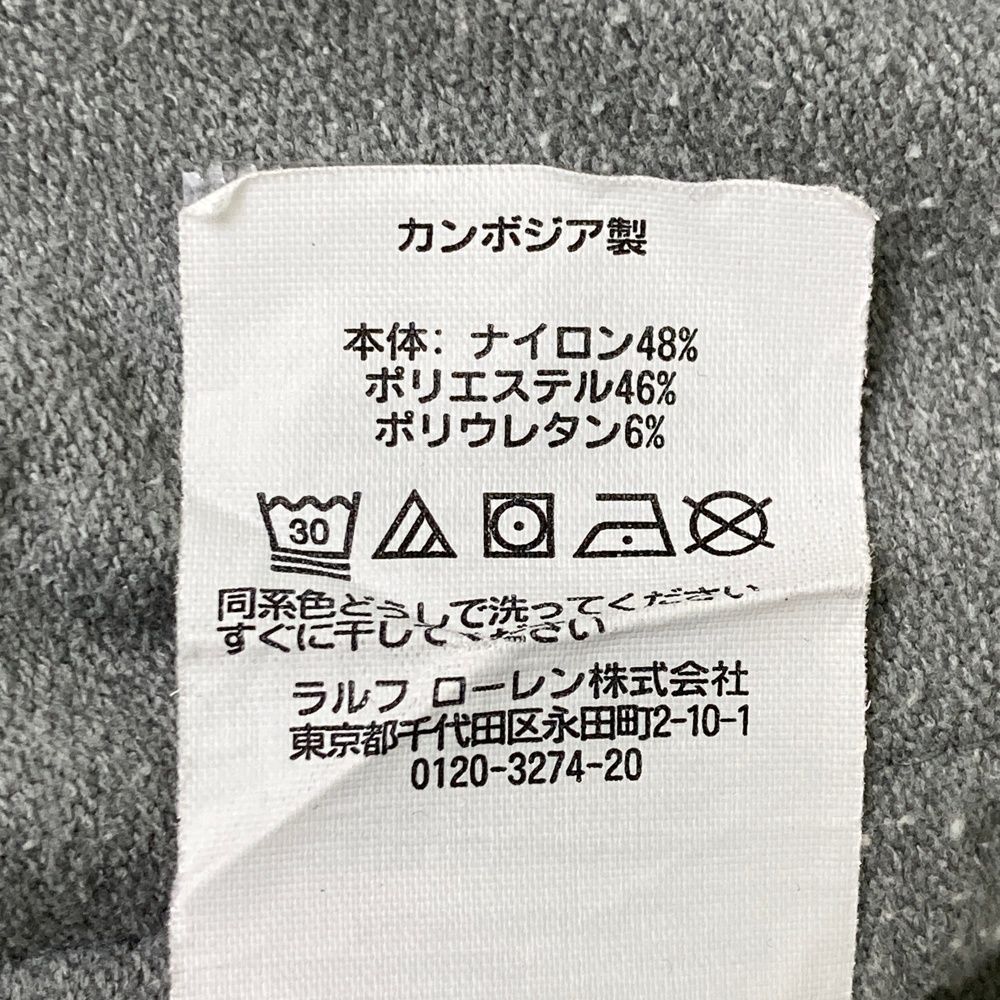 カンボジア製
本体: ナイロン48%
ポリエステル46%
ポリウレタン6%
30
同系色どうしで洗ってください
すぐに干してください
ラルフ ローレン株式会社
東京都千代田区永田町2-10-1
0120-3274-20